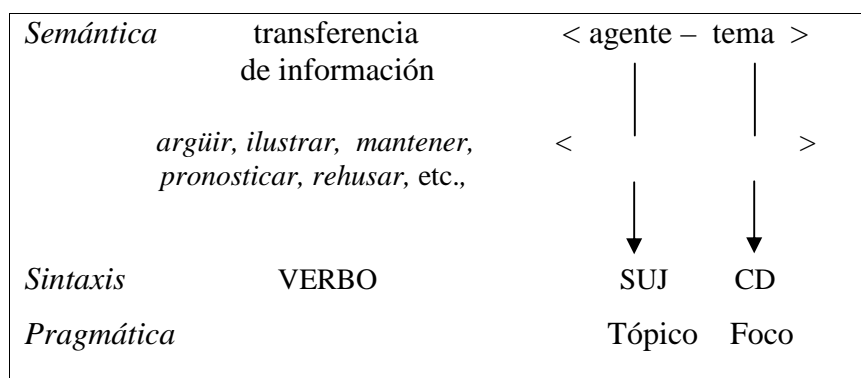 Semántica transferencia < agente – tema >
de información
argüir, ilustrar, mantener, < >
pronosticar, rehusar, etc.,
Sintaxis VERBO SUJ CD
Pragmática Tópico Foco